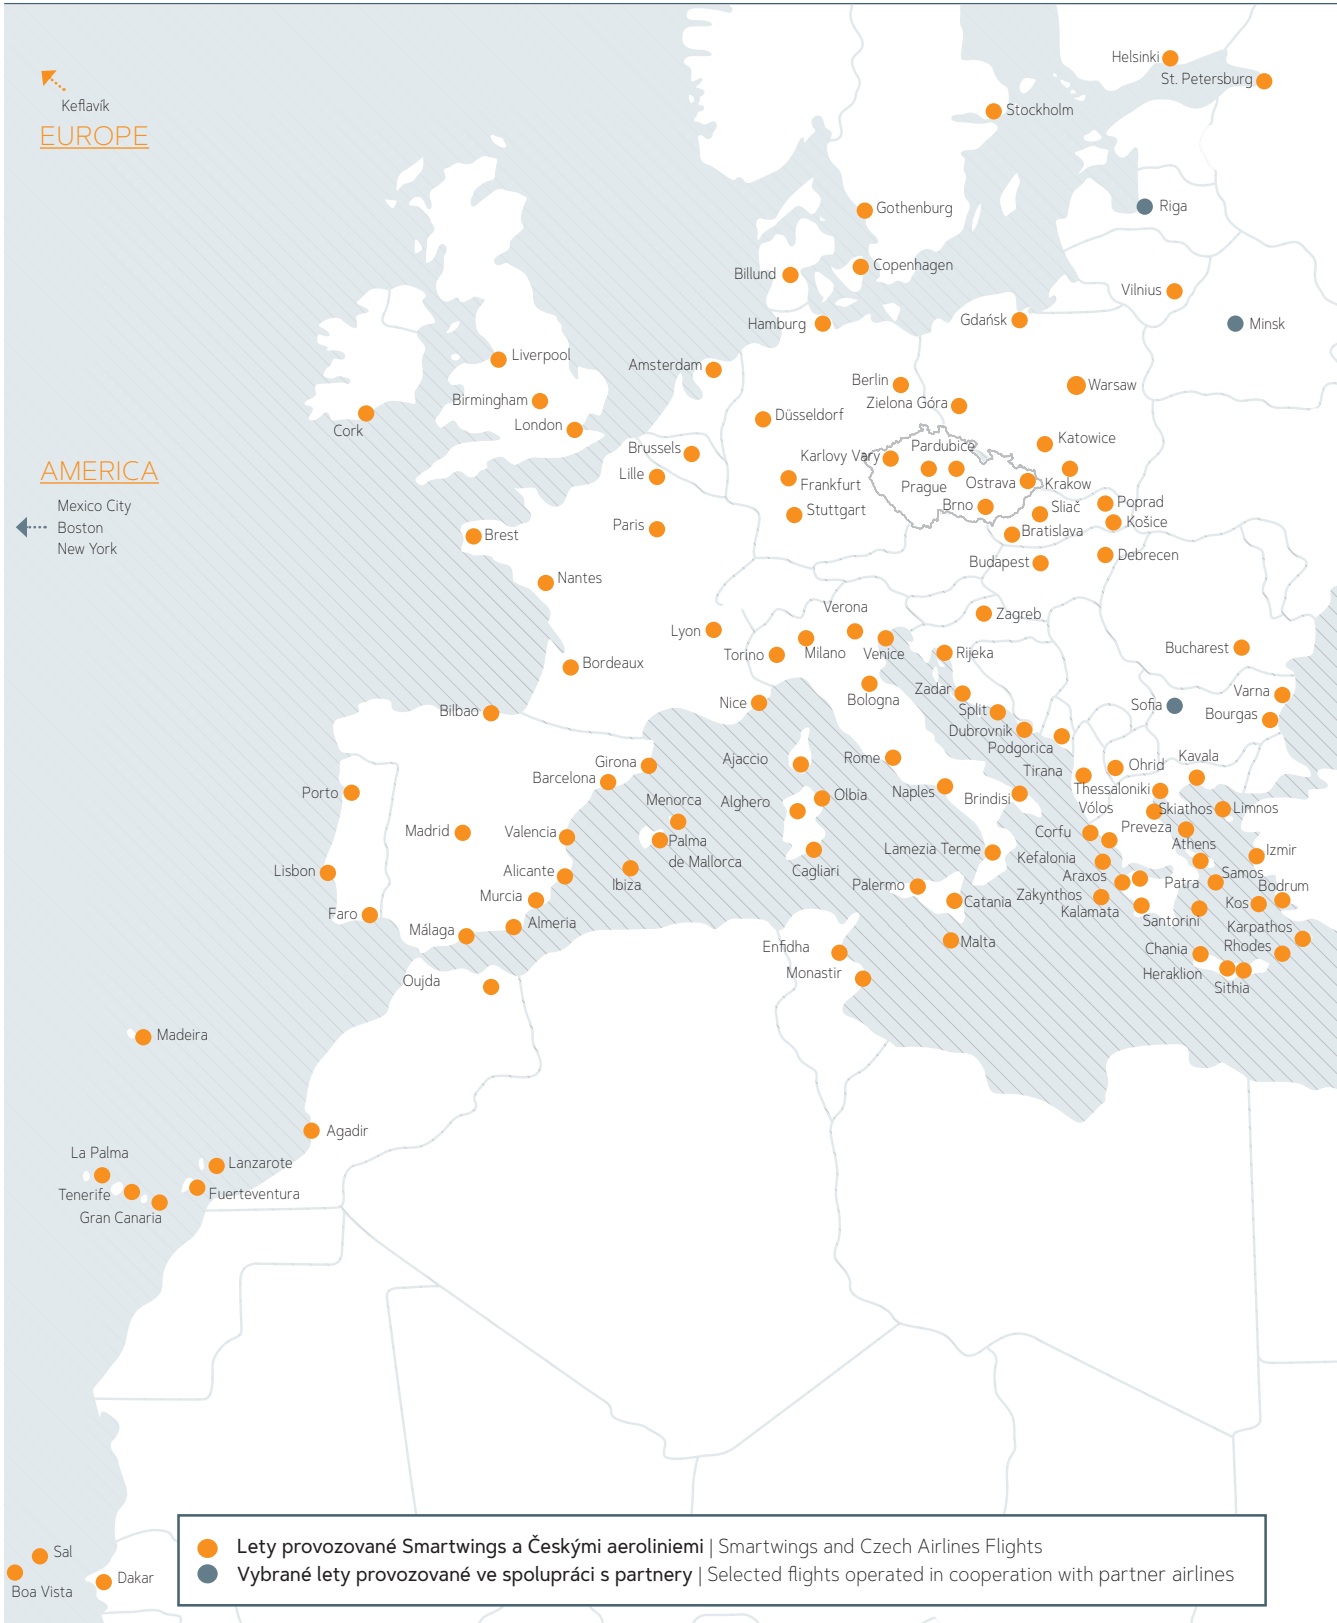 Helsinki
St. Petersburg
Keflavík
EUROPE
Stockholm
Gothenburg
Riga
Copenhagen
Billund
Vilnius
Hamburg
Gdańsk
Minsk
Liverpool
Amsterdam
Berlin
Warsaw
Birmingham
Zielona Góra
Düsseldorf
London
Cork
Katowice
Pardubice
Brussels
Karlovy Vary
AMERICA
Lille
Frankfurt
Prague
Ostrava
Krakow
Mexico City
Boston
New York
Stuttgart
Brno
Sliač
Poprad
Košice
Paris
Brest
Bratislava
Debrecen
Budapest
Nantes
Verona
Zagreb
Lyon
Torino
Milano
Venice
Rijeka
Bucharest
Bordeaux
Zadar
Varna
Nice
Bologna
Sofia
Bilbao
Split
Bourgas
Dubrovnik
Podgorica
Ajaccio
Rome
Kavala
Girona
Ohrid
Tirana
Barcelona
Porto
Menorca
Alghero
Olbia
Naples
Brindisi
Thessaloniki
Vólos
Skiathos
Limnos
Madrid
Valencia
Palma
de Mallorca
Corfu
Preveza
Athens
Lamezia Terme
Izmir
Kefalonia
Lisbon
Alicante
Ibiza
Cagliari
Araxos
Samos
Patra
Bodrum
Palermo
Murcia
Zakynthos
Catania
Kos
Faro
Kalamata
Almeria
Santorini
Málaga
Karpathos
Malta
Enfidha
Chania
Rhodes
Monastir
Heraklion
Oujda
Sithia
Madeira
Agadir
La Palma
Lanzarote
Tenerife
Fuerteventura
Gran Canaria
Lety provozované Smartwings a Českými aeroliniemi | Smartwings and Czech Airlines Flights
Vybrané lety provozované ve spolupráci s partnery | Selected flights operated in cooperation with partner airlines
Sal
Boa Vista
Dakar